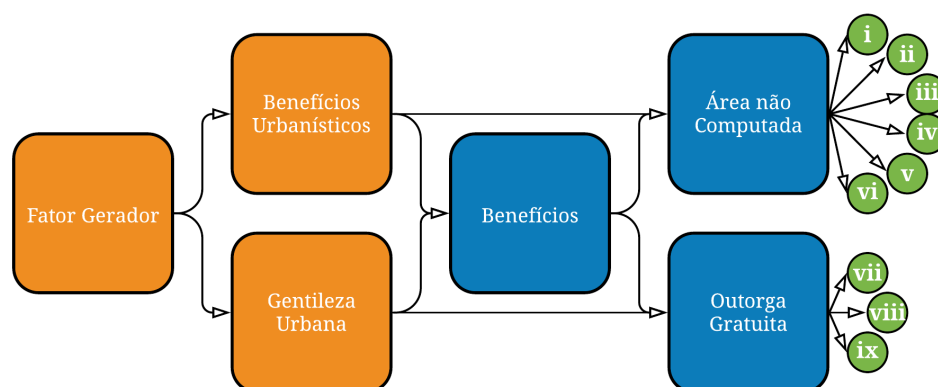 Fator Gerador
Benefícios
Urbanísticos
Gentileza
Urbana
Benefícios
Área não
Computada
Outorga
Gratuita
i
ii
iii
iv
v
vi
vii
viii
ix